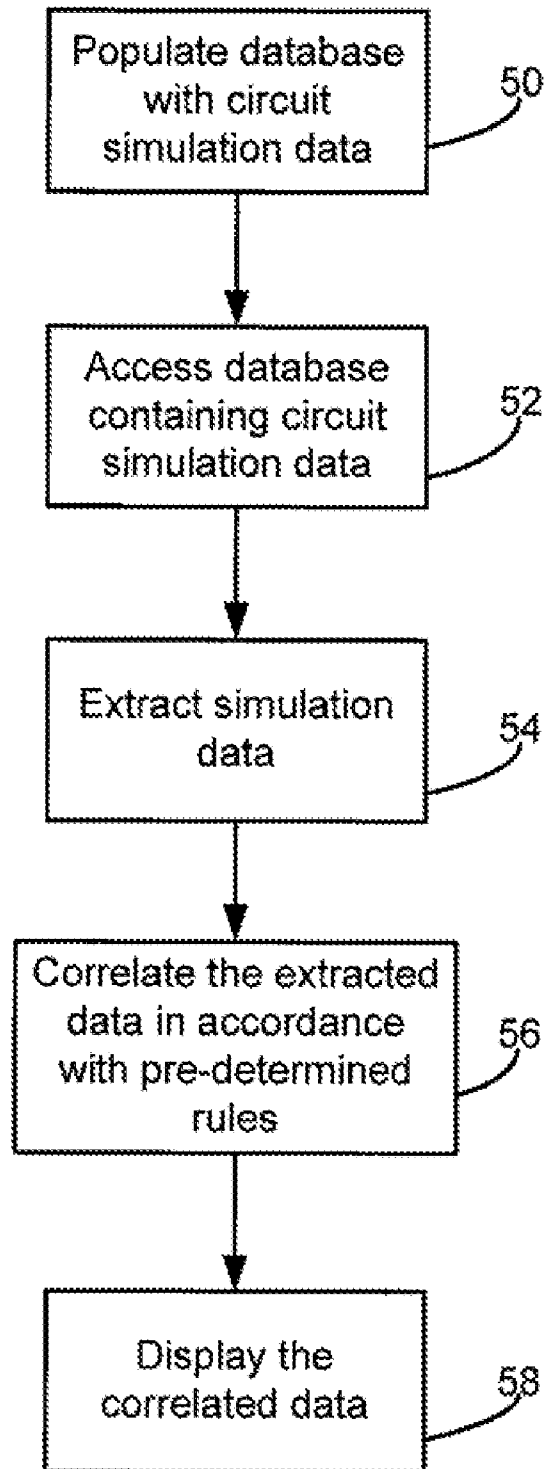 Populate database
with circuit
simulation data
50
Access database
containing circuit
simulation data
52
Extract simulation
data
54
Correlate the extracted
data in accordance
with pre-determined
rules
56
Display the
correlated data
58